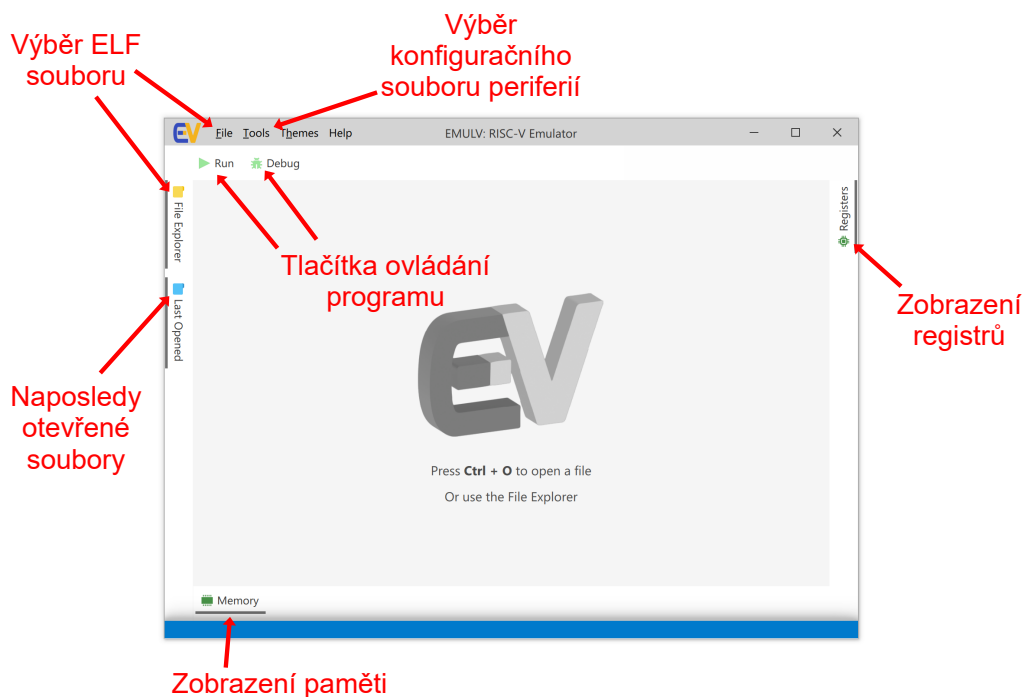 Výběr ELF
souboru
Výběr
konfiguračního
souboru periferií
EV File Tools Themes Help EMULV: RISC-V Emulator
Run Debug
File Explorer
Last Opened
Registers
Tlačítka ovládání
programu
Zobrazení
registrů
Naposledy
otevřené
soubory
EV
Press Ctrl + O to open a file
Or use the File Explorer
Memory
Zobrazení paměti